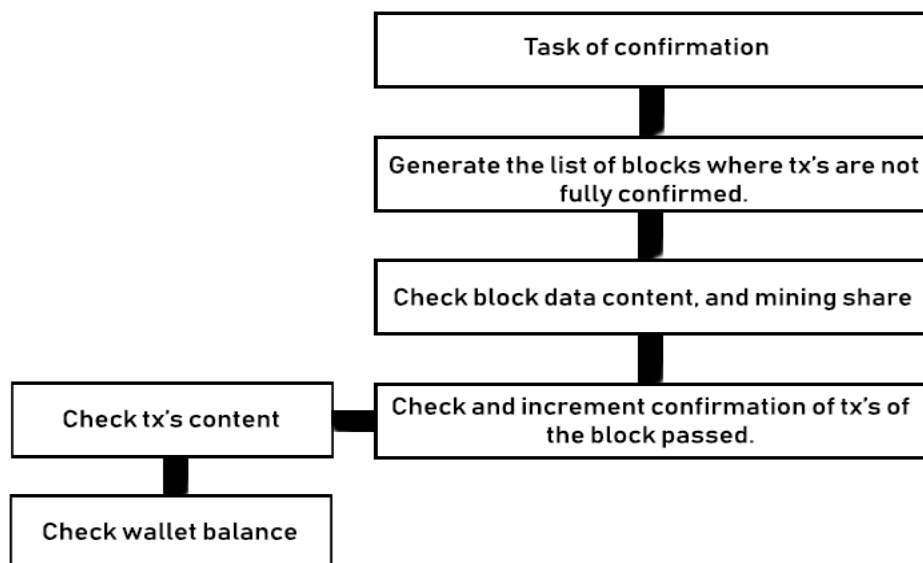 Task of confirmation
Generate the list of blocks where tx's are not
fully confirmed.
Check block data content, and mining share
Check and increment confirmation of tx's of
the block passed.
Check tx's content
Check wallet balance